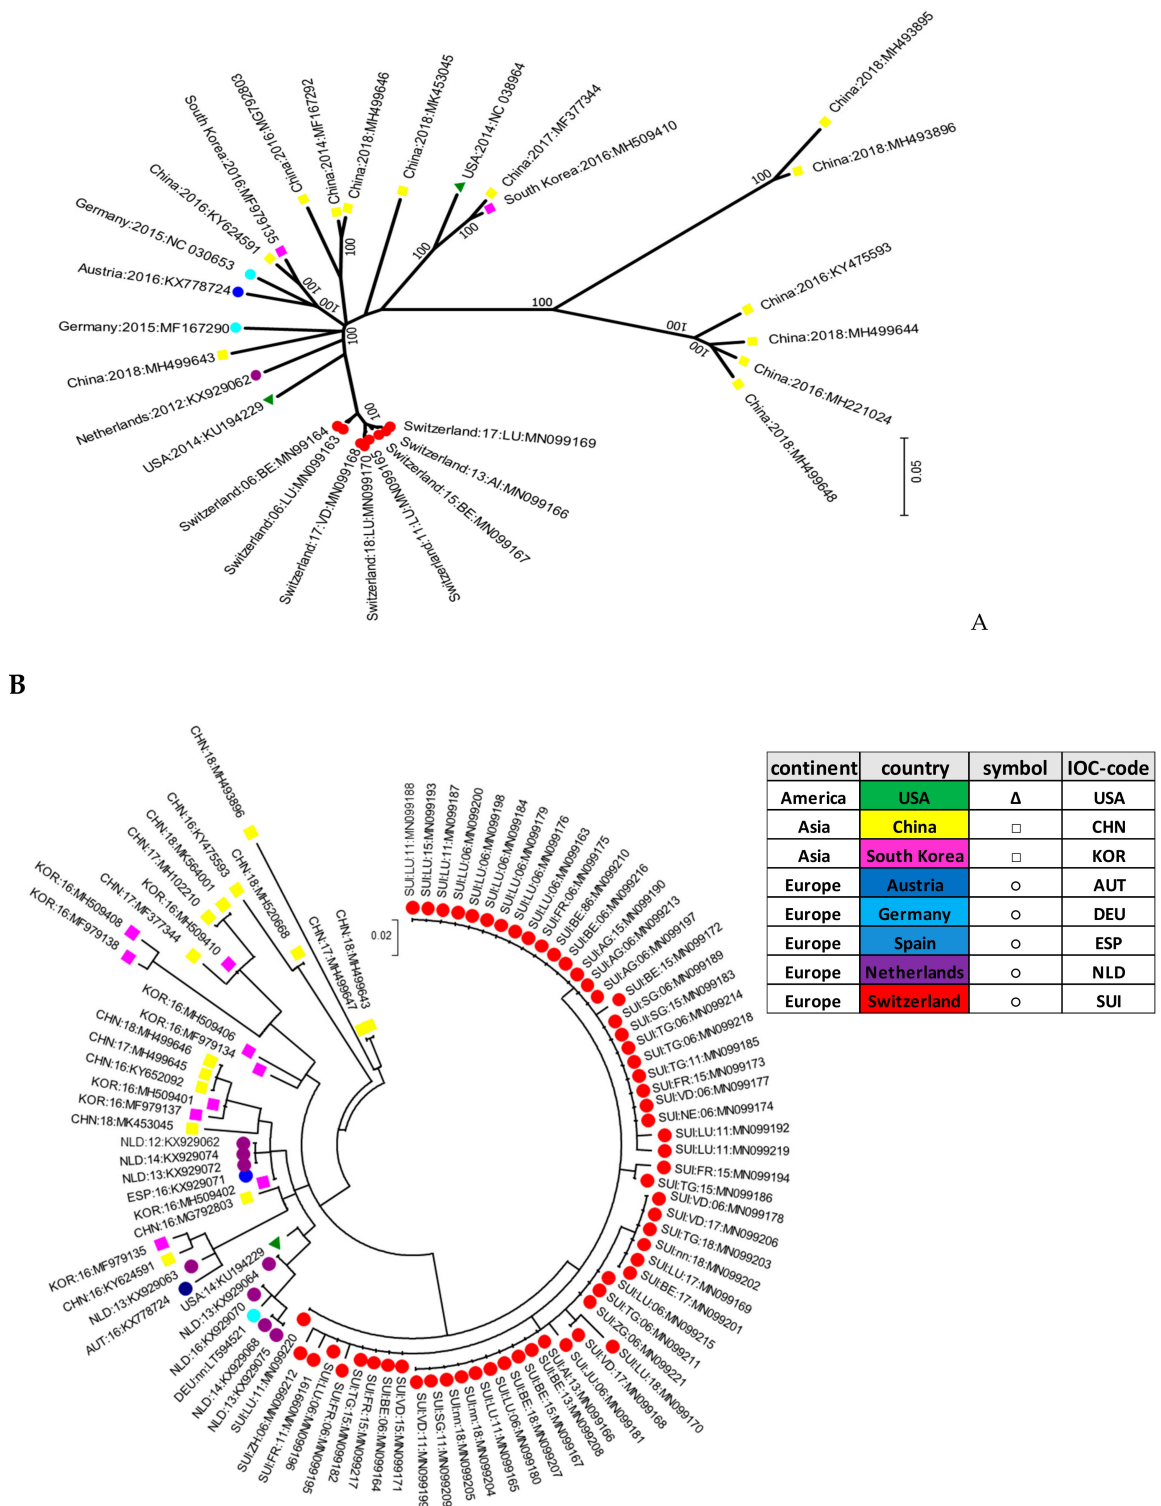 China:2018:MH493895
China:2018:MH493896
China:2018:MK453045
USA:2014:NC 038964
China:2017:MF377344
South Korea:2016:MH509410
China:2018:MH499646
China:2014:MF167292
China:2016:MG792803
South Korea:2016:MF979135
China:2016:KY624591
Germany:2015:NC 030653
Austria:2016:KX778724
Germany:2015:MF167290
China:2018:MH499643
Netherlands:2012:KX929062
USA:2014:KU194229
Switzerland:06:BE:MN99164
Switzerland:06:LU:MN099163
Switzerland:17:VD:MN099168
Switzerland:18:LU:MN099170
Switzerland:11:LU:MN099165
Switzerland:15:BE:MN099167
Switzerland:13:AI:MN099166
Switzerland:17:LU:MN099169
China:2016:KY475593
China:2018:MH499644
China:2016:MH221024
China:2018:MH499648
100
100
100
100
100
100
100
100
100
100
100
0.05
A
B
continent country symbol IOC-code
America USA Δ USA
Asia China □ CHN
Asia South Korea □ KOR
Europe Austria ○ AUT
Europe Germany ○ DEU
Europe Spain ○ ESP
Europe Netherlands ○ NLD
Europe Switzerland ○ SUI
0.02
CHN:18:MH493896
CHN:16:KY475593
CHN:18:MH520668
CHN:18:MK564001
CHN:17:MH102210
KOR:16:MH509410
CHN:17:MF377344
KOR:16:MH509408
KOR:16:MF979138
CHN:18:MH499643
CHN:17:MH499647
KOR:16:MH509406
KOR:16:MF979134
CHN:18:MH499646
CHN:17:MH499645
CHN:16:KY652092
KOR:16:MH509401
KOR:16:MF979137
CHN:18:MK453045
NLD:12:KX929062
NLD:14:KX929074
NLD:13:KX929072
ESP:16:KX929071
KOR:16:MH509402
CHN:16:MG792803
KOR:16:MF979135
CHN:16:KY624591
NLD:13:KX929063
AUT:16:KX778724
USA:14:KU194229
NLD:13:KX929064
NLD:16:KX929070
DEU:nn:LT594521
NLD:14:KX929068
NLD:13:KX929075
SUI:LU:11:MN099220
SUI:ZH:06:MN099212
SUI:FR:11:MN099191
SUI:LU:06:MN099196
SUI:FR:06:MN099195
SUI:TG:15:MN099182
SUI:FR:15:MN099217
SUI:BE:06:MN099164
SUI:VD:15:MN099171
SUI:VD:11:MN099199
SUI:SG:11:MN099209
SUI:nn:18:MN099205
SUI:nn:18:MN099204
SUI:LU:11:MN099165
SUI:LU:06:MN099180
SUI:BE:18:MN099207
SUI:BE:15:MN099167
SUI:BE:13:MN099208
SUI:AI:13:MN099166
SUI:JU:06:MN099181
SUI:VD:17:MN099168
SUI:LU:18:MN099170
SUI:ZG:06:MN099221
SUI:TG:06:MN099211
SUI:LU:06:MN099215
SUI:BE:17:MN099201
SUI:LU:17:MN099169
SUI:nn:18:MN099202
SUI:TG:18:MN099203
SUI:VD:17:MN099206
SUI:VD:06:MN099178
SUI:TG:15:MN099186
SUI:FR:15:MN099194
SUI:LU:11:MN099219
SUI:LU:11:MN099192
SUI:NE:06:MN099174
SUI:VD:06:MN099177
SUI:FR:15:MN099173
SUI:TG:11:MN099185
SUI:TG:06:MN099218
SUI:TG:06:MN099214
SUI:SG:15:MN099183
SUI:SG:06:MN099189
SUI:BE:15:MN099172
SUI:AG:06:MN099197
SUI:AG:06:MN099213
SUI:AG:15:MN099190
SUI:BE:06:MN099216
SUI:BE:86:MN099210
SUI:FR:06:MN099175
SUI:LU:06:MN099163
SUI:LU:06:MN099176
SUI:LU:06:MN099179
SUI:LU:06:MN099184
SUI:LU:06:MN099198
SUI:LU:06:MN099200
SUI:LU:11:MN099187
SUI:LU:15:MN099193
SUI:LU11:MN099188